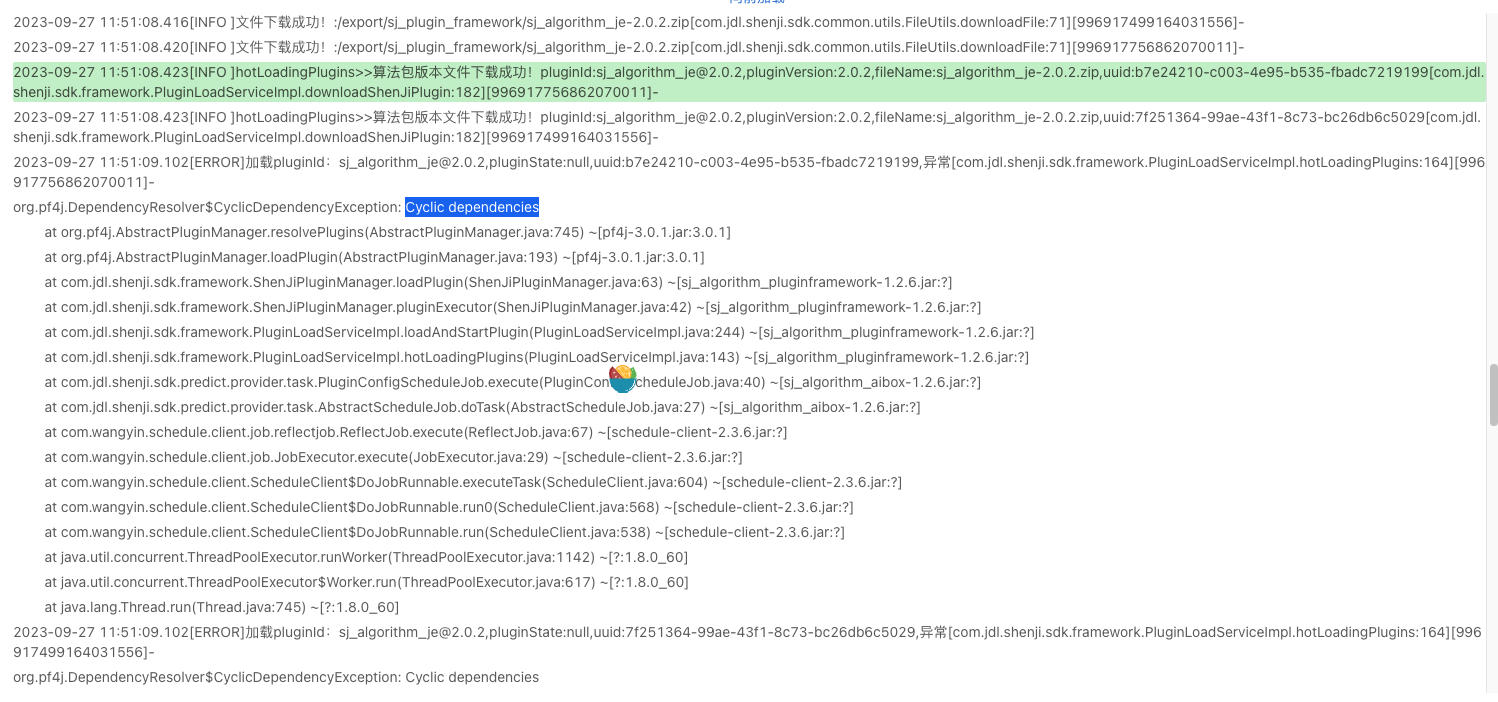 2023-09-27 11:51:08.416[INFO ]文件下载成功！:/export/sj_plugin_framework/sj_algorithm_je-2.0.2.zip[com.jdl.shenji.sdk.common.utils.FileUtils.downloadFile:71][996917499164031556]-
2023-09-27 11:51:08.420[INFO ]文件下载成功！:/export/sj_plugin_framework/sj_algorithm_je-2.0.2.zip[com.jdl.shenji.sdk.common.utils.FileUtils.downloadFile:71][996917756862070011]-
2023-09-27 11:51:08.423[INFO ]hotLoadingPlugins>>算法包版本文件下载成功！pluginId:sj_algorithm_je@2.0.2,pluginVersion:2.0.2,fileName:sj_algorithm_je-2.0.2.zip,uuid:b7e24210-c003-4e95-b535-fbadc7219199[com.jdl.
shenji.sdk.framework.PluginLoadServiceImpl.downloadShenJiPlugin:182][996917756862070011]-
2023-09-27 11:51:08.423[INFO ]hotLoadingPlugins>>算法包版本文件下载成功！pluginId:sj_algorithm_je@2.0.2,pluginVersion:2.0.2,fileName:sj_algorithm_je-2.0.2.zip,uuid:7f251364-99ae-43f1-8c73-bc26db6c5029[com.jdl.
shenji.sdk.framework.PluginLoadServiceImpl.downloadShenJiPlugin:182][996917499164031556]-
2023-09-27 11:51:09.102[ERROR]加载pluginId：sj_algorithm_je@2.0.2,pluginState:null,uuid:b7e24210-c003-4e95-b535-fbadc7219199,异常[com.jdl.shenji.sdk.framework.PluginLoadServiceImpl.hotLoadingPlugins:164][996
917756862070011]-
org.pf4j.DependencyResolver$CyclicDependencyException: Cyclic dependencies
at org.pf4j.AbstractPluginManager.resolvePlugins(AbstractPluginManager.java:745) ~[pf4j-3.0.1.jar:3.0.1]
at org.pf4j.AbstractPluginManager.loadPlugin(AbstractPluginManager.java:193) ~[pf4j-3.0.1.jar:3.0.1]
at com.jdl.shenji.sdk.framework.ShenJiPluginManager.loadPlugin(ShenJiPluginManager.java:63) ~[sj_algorithm_pluginframework-1.2.6.jar:?]
at com.jdl.shenji.sdk.framework.ShenJiPluginManager.pluginExecutor(ShenJiPluginManager.java:42) ~[sj_algorithm_pluginframework-1.2.6.jar:?]
at com.jdl.shenji.sdk.framework.PluginLoadServiceImpl.loadAndStartPlugin(PluginLoadServiceImpl.java:244) ~[sj_algorithm_pluginframework-1.2.6.jar:?]
at com.jdl.shenji.sdk.framework.PluginLoadServiceImpl.hotLoadingPlugins(PluginLoadServiceImpl.java:143) ~[sj_algorithm_pluginframework-1.2.6.jar:?]
at com.jdl.shenji.sdk.predict.provider.task.PluginConfigScheduleJob.execute(PluginConfigScheduleJob.java:40) ~[sj_algorithm_aibox-1.2.6.jar:?]
at com.jdl.shenji.sdk.predict.provider.task.AbstractScheduleJob.doTask(AbstractScheduleJob.java:27) ~[sj_algorithm_aibox-1.2.6.jar:?]
at com.wangyin.schedule.client.job.reflectjob.ReflectJob.execute(ReflectJob.java:67) ~[schedule-client-2.3.6.jar:?]
at com.wangyin.schedule.client.job.JobExecutor.execute(JobExecutor.java:29) ~[schedule-client-2.3.6.jar:?]
at com.wangyin.schedule.client.ScheduleClient$DoJobRunnable.executeTask(ScheduleClient.java:604) ~[schedule-client-2.3.6.jar:?]
at com.wangyin.schedule.client.ScheduleClient$DoJobRunnable.run0(ScheduleClient.java:568) ~[schedule-client-2.3.6.jar:?]
at com.wangyin.schedule.client.ScheduleClient$DoJobRunnable.run(ScheduleClient.java:538) ~[schedule-client-2.3.6.jar:?]
at java.util.concurrent.ThreadPoolExecutor.runWorker(ThreadPoolExecutor.java:1142) ~[?:1.8.0_60]
at java.util.concurrent.ThreadPoolExecutor$Worker.run(ThreadPoolExecutor.java:617) ~[?:1.8.0_60]
at java.lang.Thread.run(Thread.java:745) ~[?:1.8.0_60]
2023-09-27 11:51:09.102[ERROR]加载pluginId：sj_algorithm_je@2.0.2,pluginState:null,uuid:7f251364-99ae-43f1-8c73-bc26db6c5029,异常[com.jdl.shenji.sdk.framework.PluginLoadServiceImpl.hotLoadingPlugins:164][996
917499164031556]-
org.pf4j.DependencyResolver$CyclicDependencyException: Cyclic dependencies